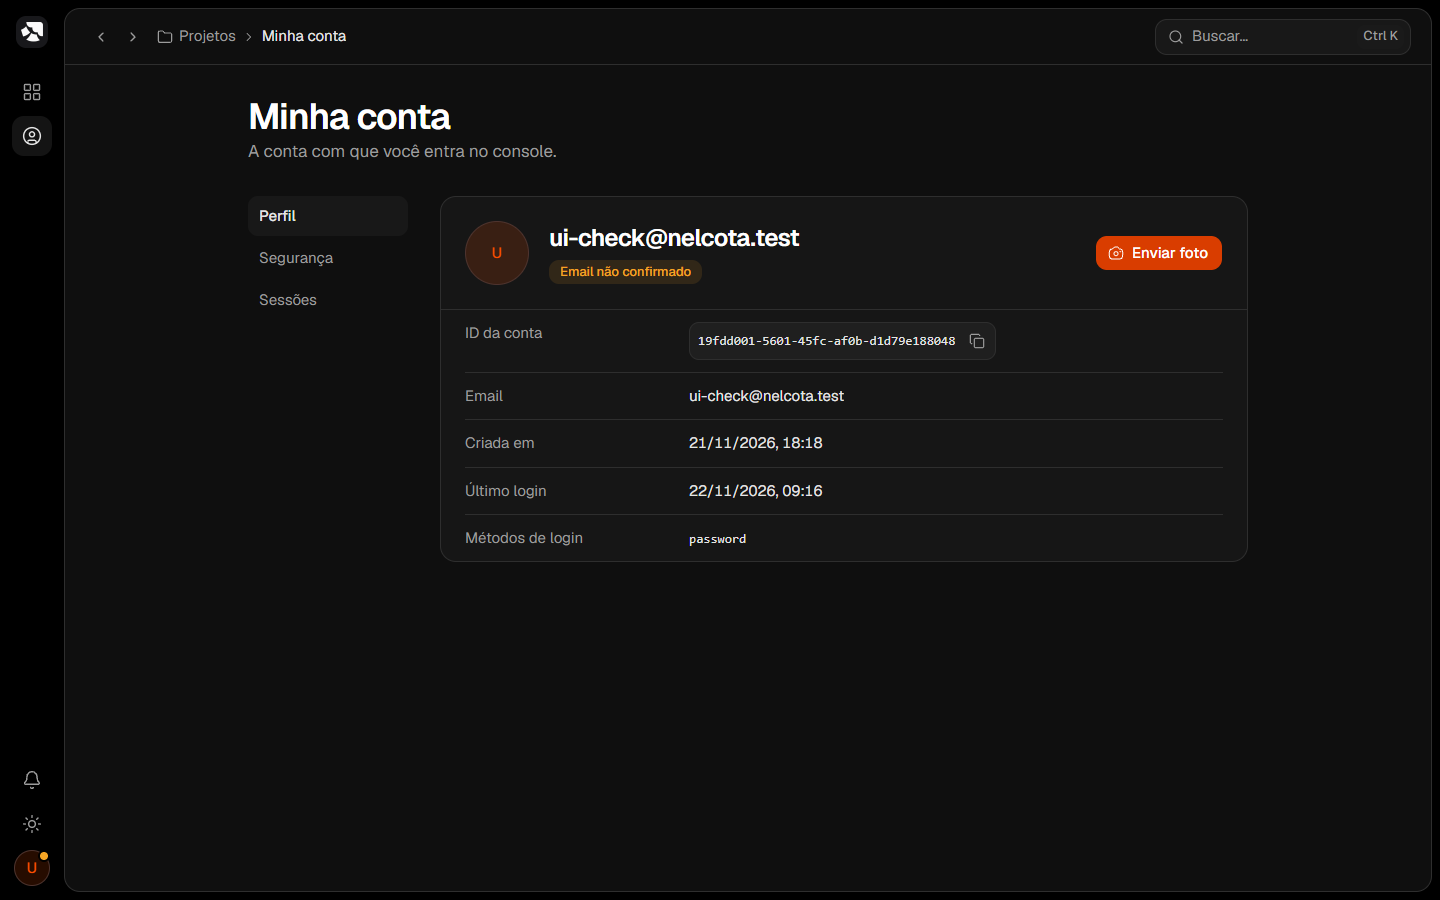 Projetos
Minha conta
Buscar...
Ctrl K
Minha conta
A conta com que você entra no console.
Perfil
Segurança
Sessões
U
ui-check@nelcota.test
Email não confirmado
Enviar foto
ID da conta
19fdd001-5601-45fc-af0b-d1d79e188048
Email
ui-check@nelcota.test
Criada em
21/11/2026, 18:18
Último login
22/11/2026, 09:16
Métodos de login
password
U